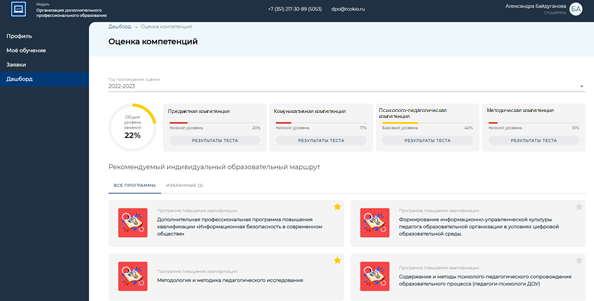 Модуль
Организация дополнительного
профессионального образования
+7 (351) 217-30-89 (5053)
dpo@rcokio.ru
Александра Байдуганова
Слушатель
БА
Профиль
Моё обучение
Заявки
Дашборд
Дашборд → Оценка компетенций
Оценка компетенций
Год прохождения оценки
2022-2023
Общий
уровень
знаний
22%
Предметная компетенция
Низкий уровень 20%
РЕЗУЛЬТАТЫ ТЕСТА
Комуникативная компетенция
Низкий уровень 17%
РЕЗУЛЬТАТЫ ТЕСТА
Психолого-педагогическая
компетенция
Базовый уровень 40%
РЕЗУЛЬТАТЫ ТЕСТА
Методическая компетенция
Низкий уровень 10%
РЕЗУЛЬТАТЫ ТЕСТА
Рекомендуемый индивидуальный образовательный маршрут
ВСЕ ПРОГРАММЫ
ИЗБРАННЫЕ (3)
Программа повышения квалификации
Дополнительная профессиональная программа повышения
квалификации «Информационная безопасность в современном
обществе»
Программа повышения квалификации
Формирование информационно-управленческой культуры
педагога образовательной организации в условиях цифровой
образовательной среды.
Программа повышения квалификации
Методология и методика педагогического исследования
Программа повышения квалификации
Содержание и методы психолого-педагогического сопровождения
образовательного процесса (педагоги-психологи ДОУ)